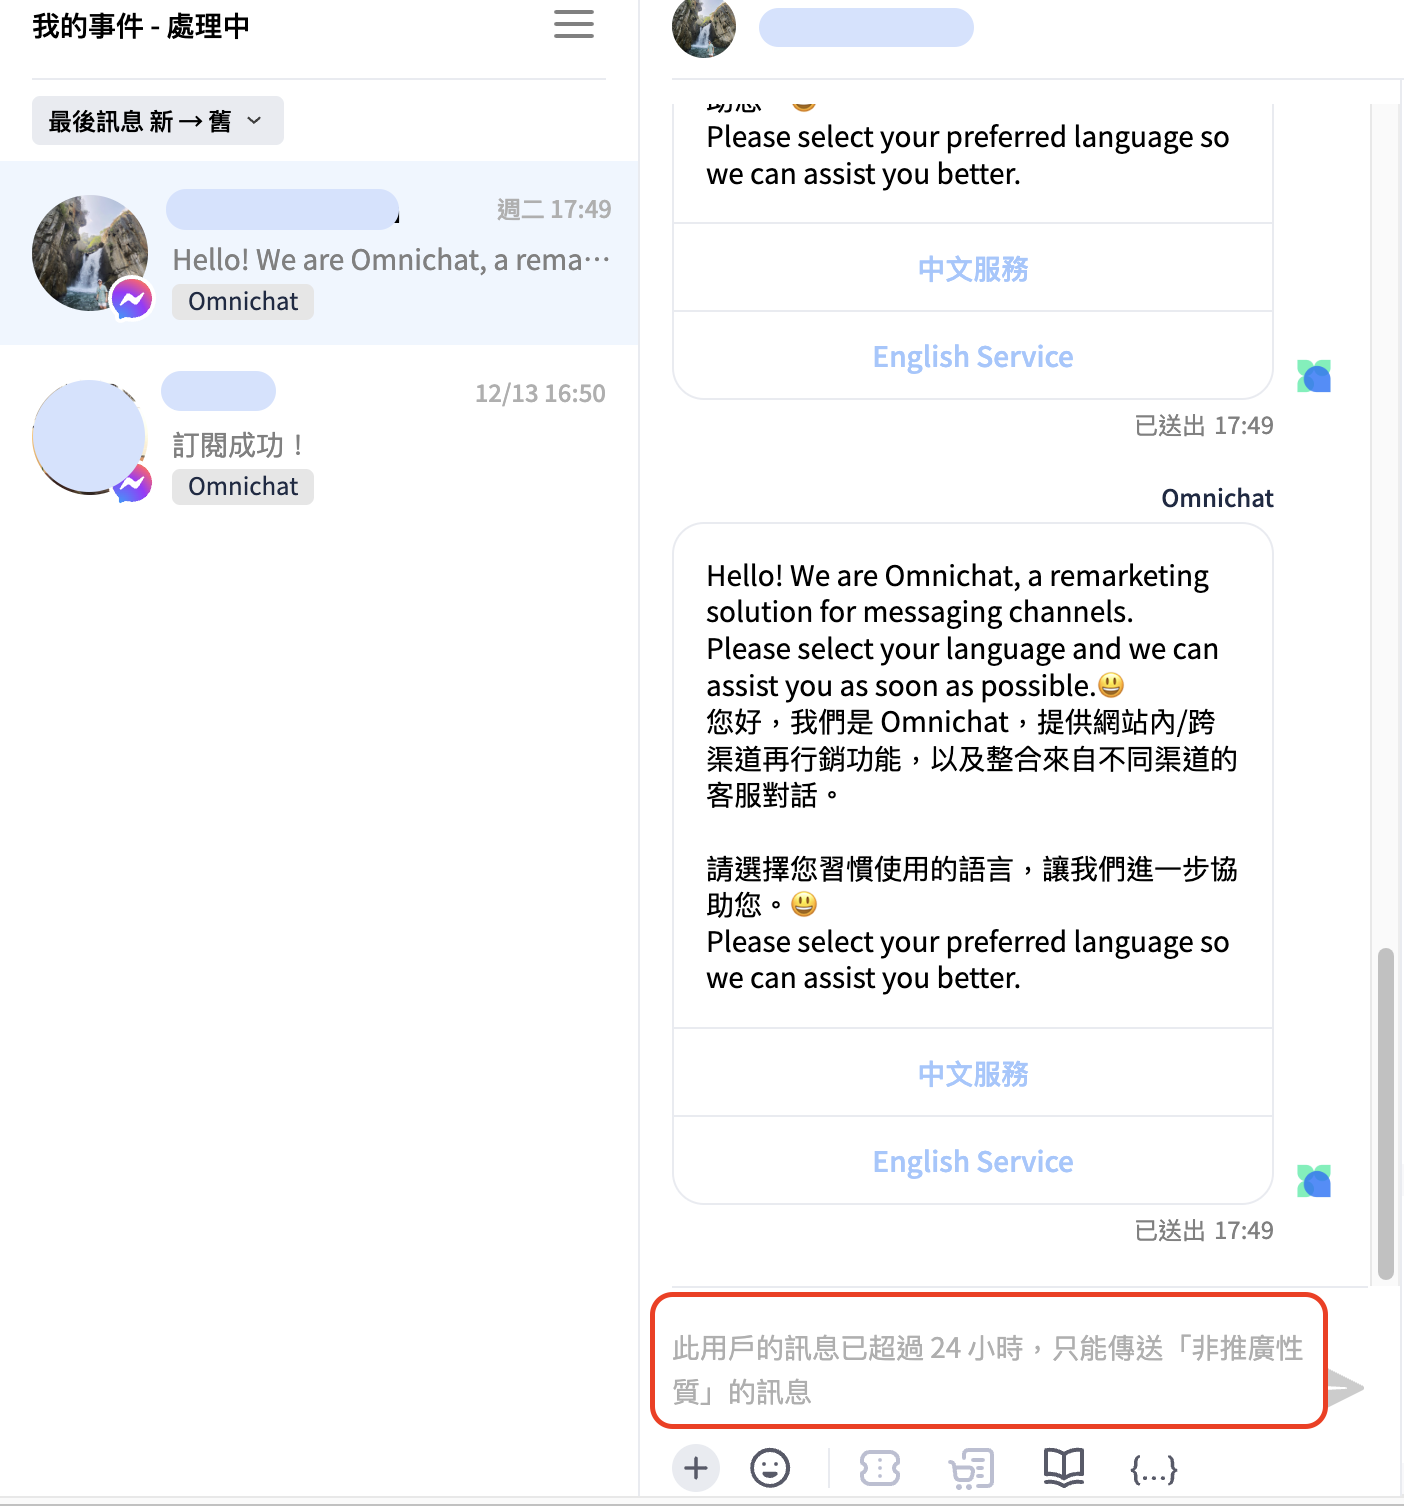 我的事件 - 處理中
最後訊息 新 → 舊
週二 17:49
Hello! We are Omnichat, a rema···
Omnichat
12/13 16:50
訂閱成功！
Omnichat
Please select your preferred language so
we can assist you better.
中文服務
English Service
已送出 17:49
Omnichat
Hello! We are Omnichat, a remarketing
solution for messaging channels.
Please select your language and we can
assist you as soon as possible.😃
您好，我們是 Omnichat，提供網站內/跨
渠道再行銷功能，以及整合來自不同渠道的
客服對話。
請選擇您習慣使用的語言，讓我們進一步協
助您。😃
Please select your preferred language so
we can assist you better.
中文服務
English Service
已送出 17:49
此用戶的訊息已超過 24 小時，只能傳送「非推廣性
質」的訊息
{...}